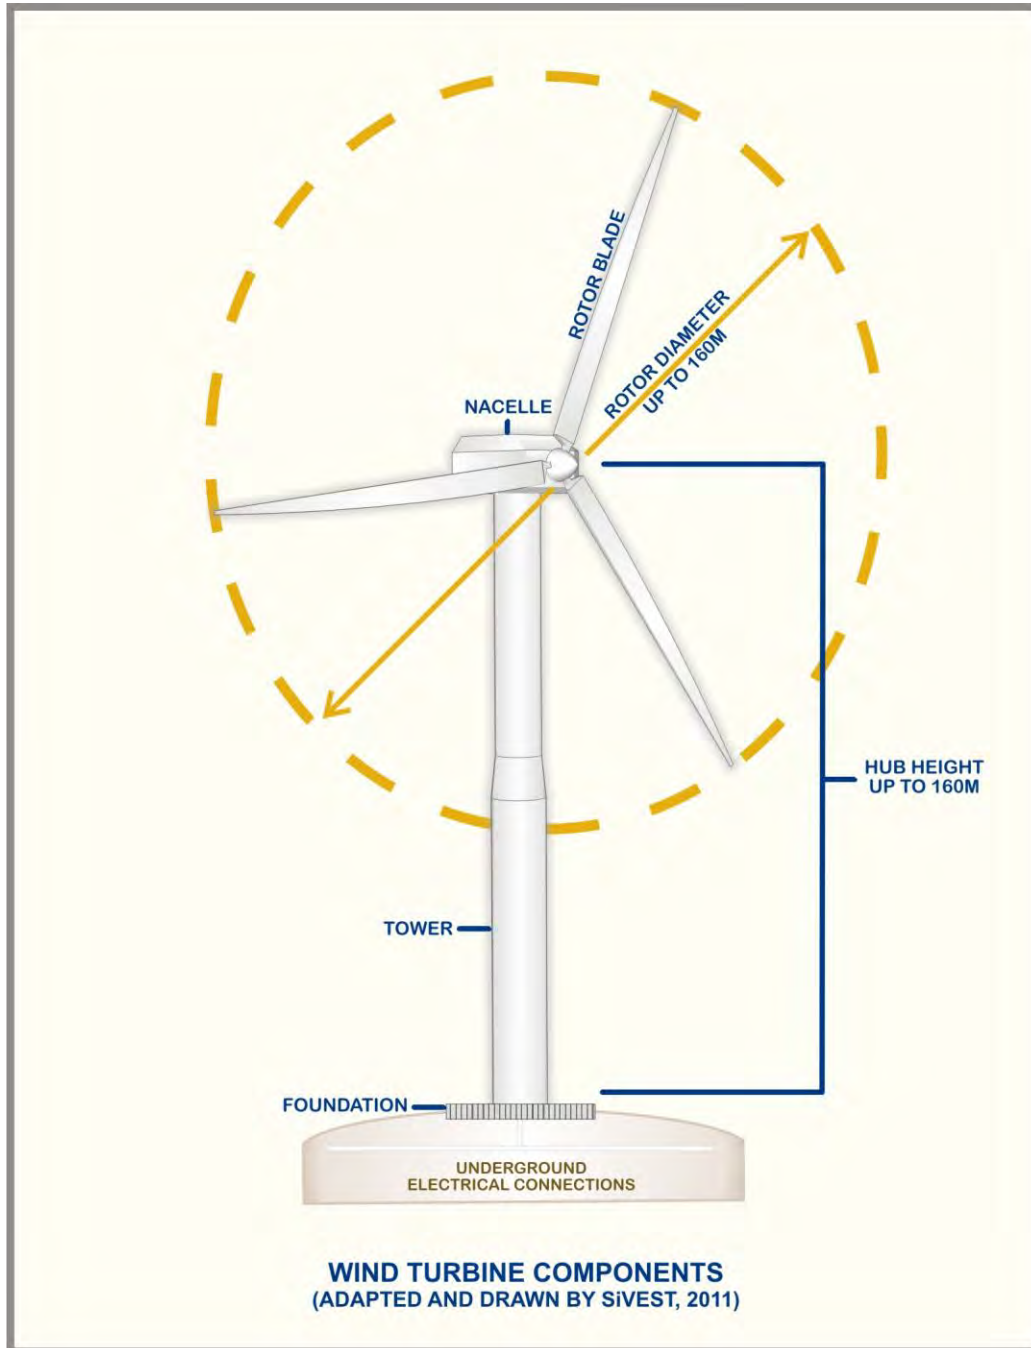 ROTOR BLADE
ROTOR DIAMETER
UP TO 160M
NACELLE
HUB HEIGHT
UP TO 160M
TOWER
FOUNDATION
UNDERGROUND
ELECTRICAL CONNECTIONS
WIND TURBINE COMPONENTS
(ADAPTED AND DRAWN BY SiVEST, 2011)